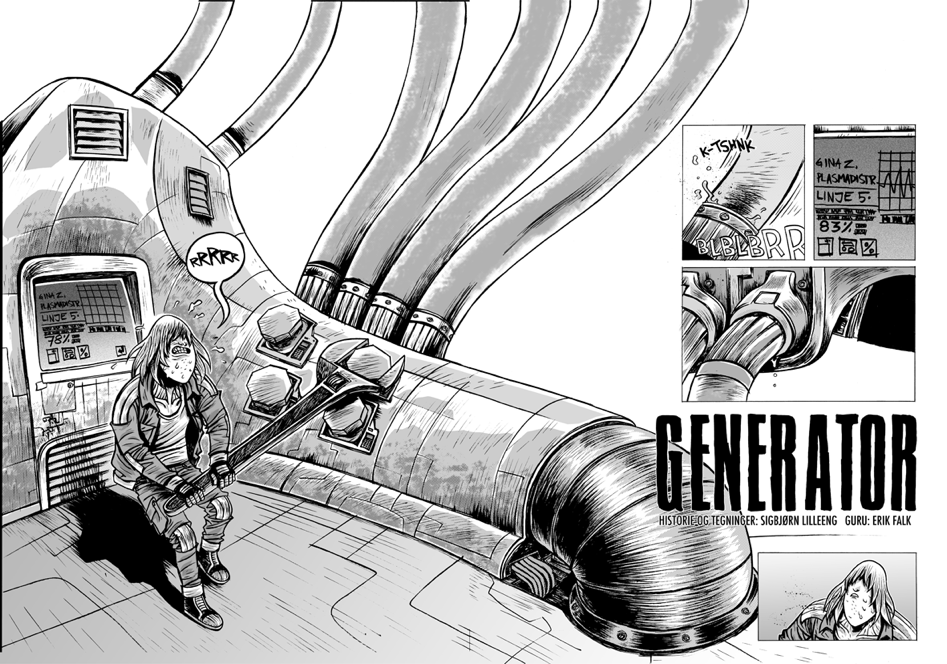 GINA Z.
PLASMADISTR.
LINJE 5.
78%
RRRRR
K-TSHNK
BLBLBRR
GINA Z.
PLASMADISTR.
LINJE 5.
83%
GENERATOR
HISTORIE OG TEGNINGER: SIGBJØRN LILLEENG GURU: ERIK FALK